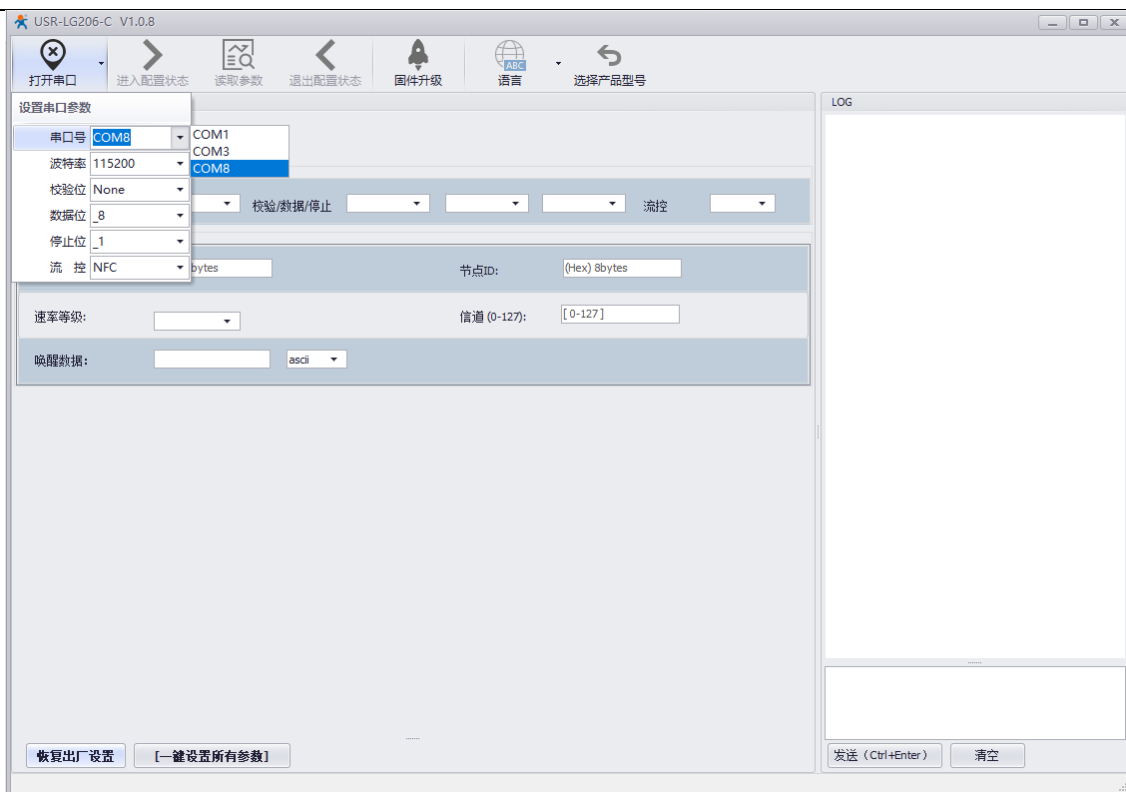 USR-LG206-C V1.0.8
打开串口
进入配置状态
读取参数
退出配置状态
固件升级
ABC
语言
选择产品型号
设置串口参数
LOG
串口号 COM8
COM1
COM3
COM8
波特率 115200
校验位 None
数据位 _8
停止位 _1
流 控 NFC
校验/数据/停止
流控
bytes
节点ID: (Hex) 8bytes
速率等级:
信道 (0-127): [ 0-127 ]
唤醒数据: ascii
恢复出厂设置
[一键设置所有参数]
发送 (Ctrl+Enter)
清空